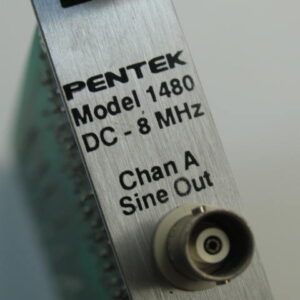 PENTEK
Model 1480
DC - 8 MHz
Chan A
Sine Out